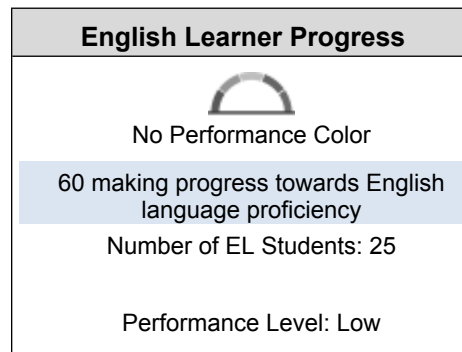 English Learner Progress
No Performance Color
60 making progress towards English
language proficiency
Number of EL Students: 25
Performance Level: Low